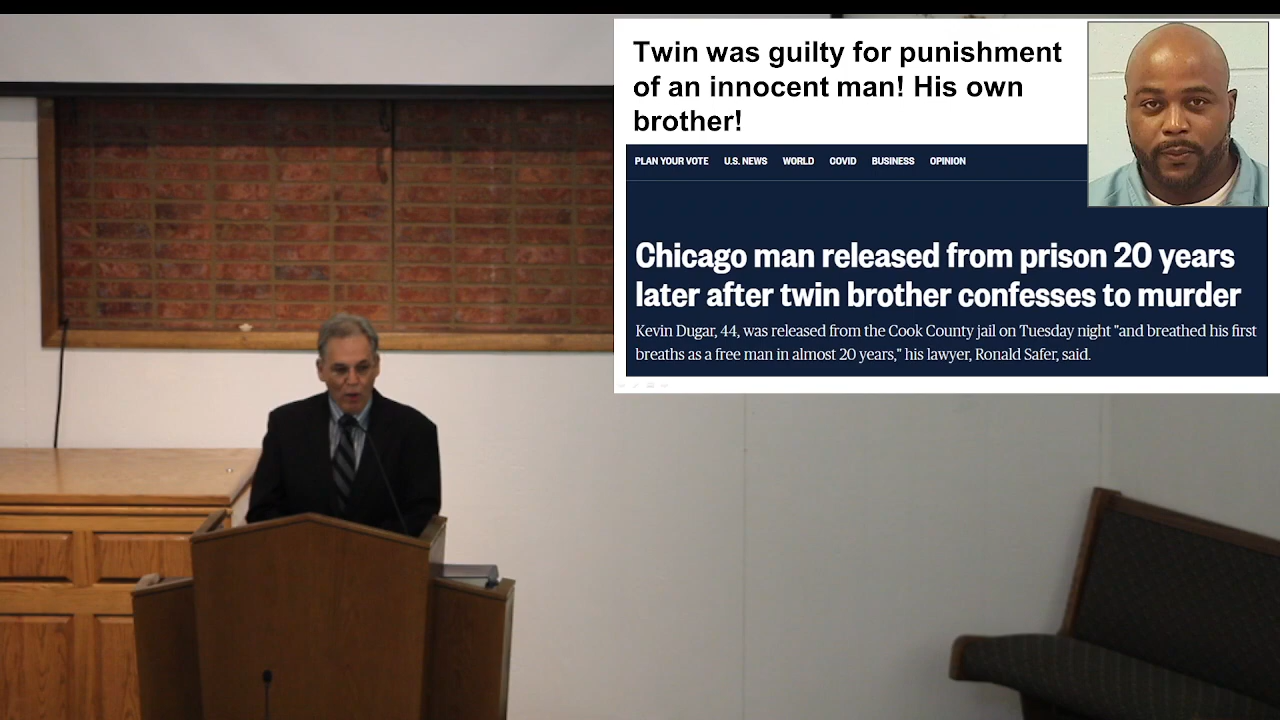 Twin was guilty for punishment
of an innocent man! His own
brother!
PLAN YOUR VOTE U.S. NEWS WORLD COVID BUSINESS OPINION
Chicago man released from prison 20 years
later after twin brother confesses to murder
Kevin Dugar, 44, was released from the Cook County jail on Tuesday night "and breathed his first
breaths as a free man in almost 20 years," his lawyer, Ronald Safer, said.